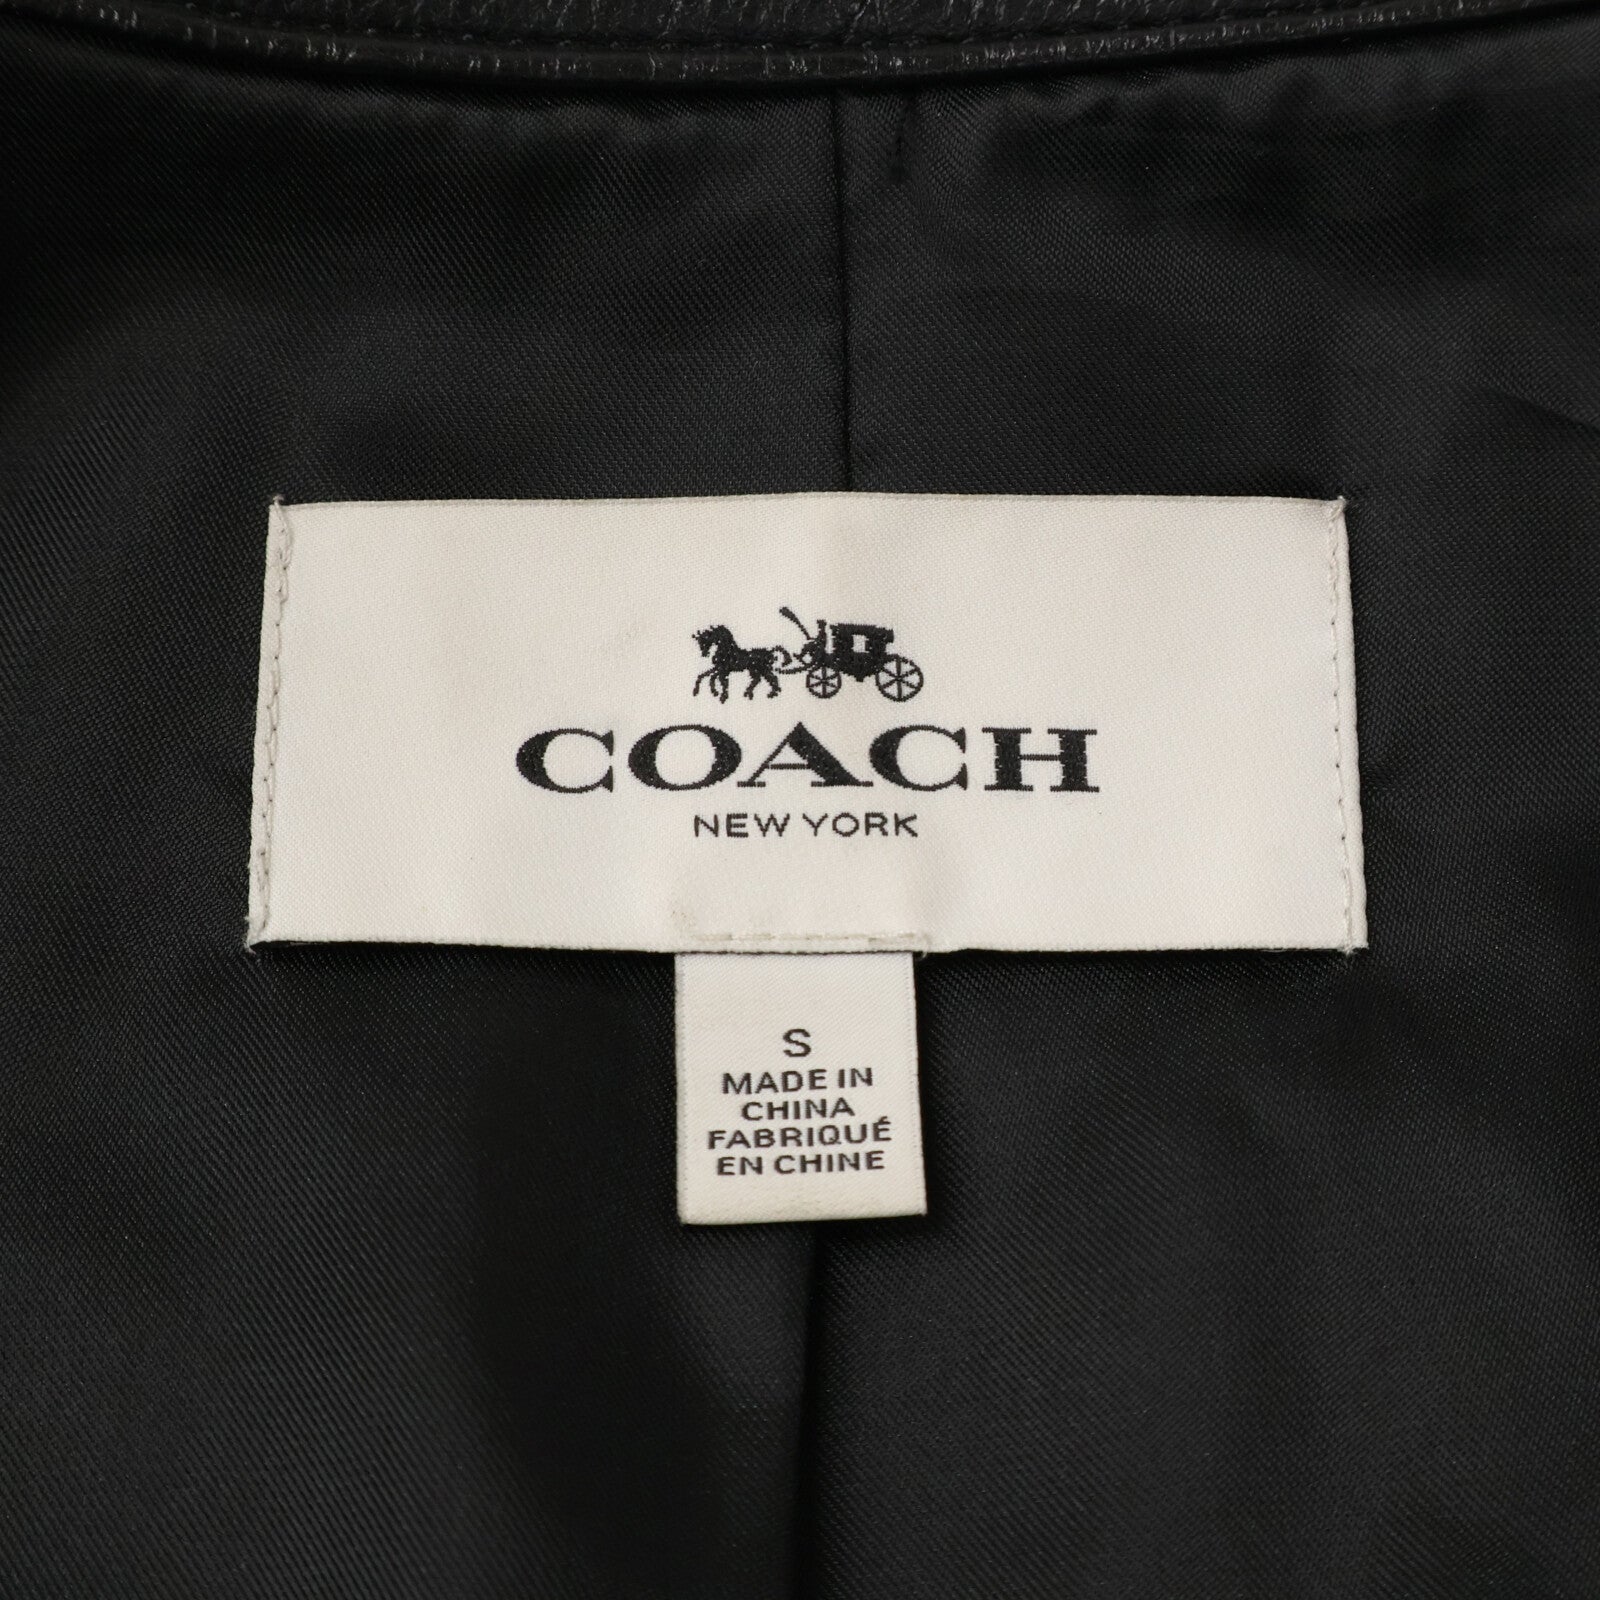 COACH
NEW YORK
S
MADE IN
CHINA
FABRIQUÉ
EN CHINE